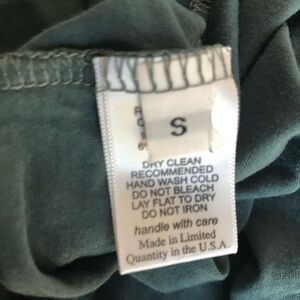 S
DRY CLEAN
RECOMMENDED
HAND WASH COLD
DO NOT BLEACH
LAY FLAT TO DRY
DO NOT IRON
handle with care
Made in Limited
Quantity in the U.S.A.